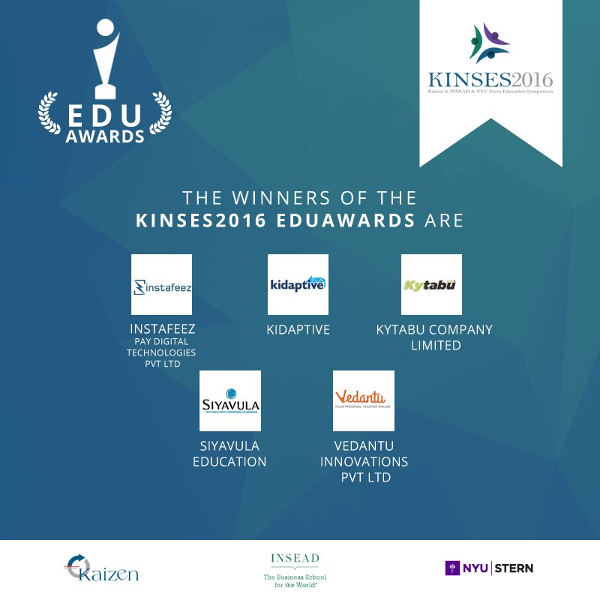 EDU
AWARDS
KINSES2016
Kaizen & INSEAD & NYU Stern Education Symposium
THE WINNERS OF THE
KINSES2016 EDUAWARDS ARE
instafeez
kidaptive
Kytabu
INSTAFEEZ
PAY DIGITAL
TECHNOLOGIES
PVT LTD
KIDAPTIVE
KYTABU COMPANY
LIMITED
SIYAVULA
Vedantu
YOUR PERSONAL TEACHER ONLINE
SIYAVULA
EDUCATION
VEDANTU
INNOVATIONS
PVT LTD
Kaizen
INSEAD
The Business School
for the World®
NYU STERN